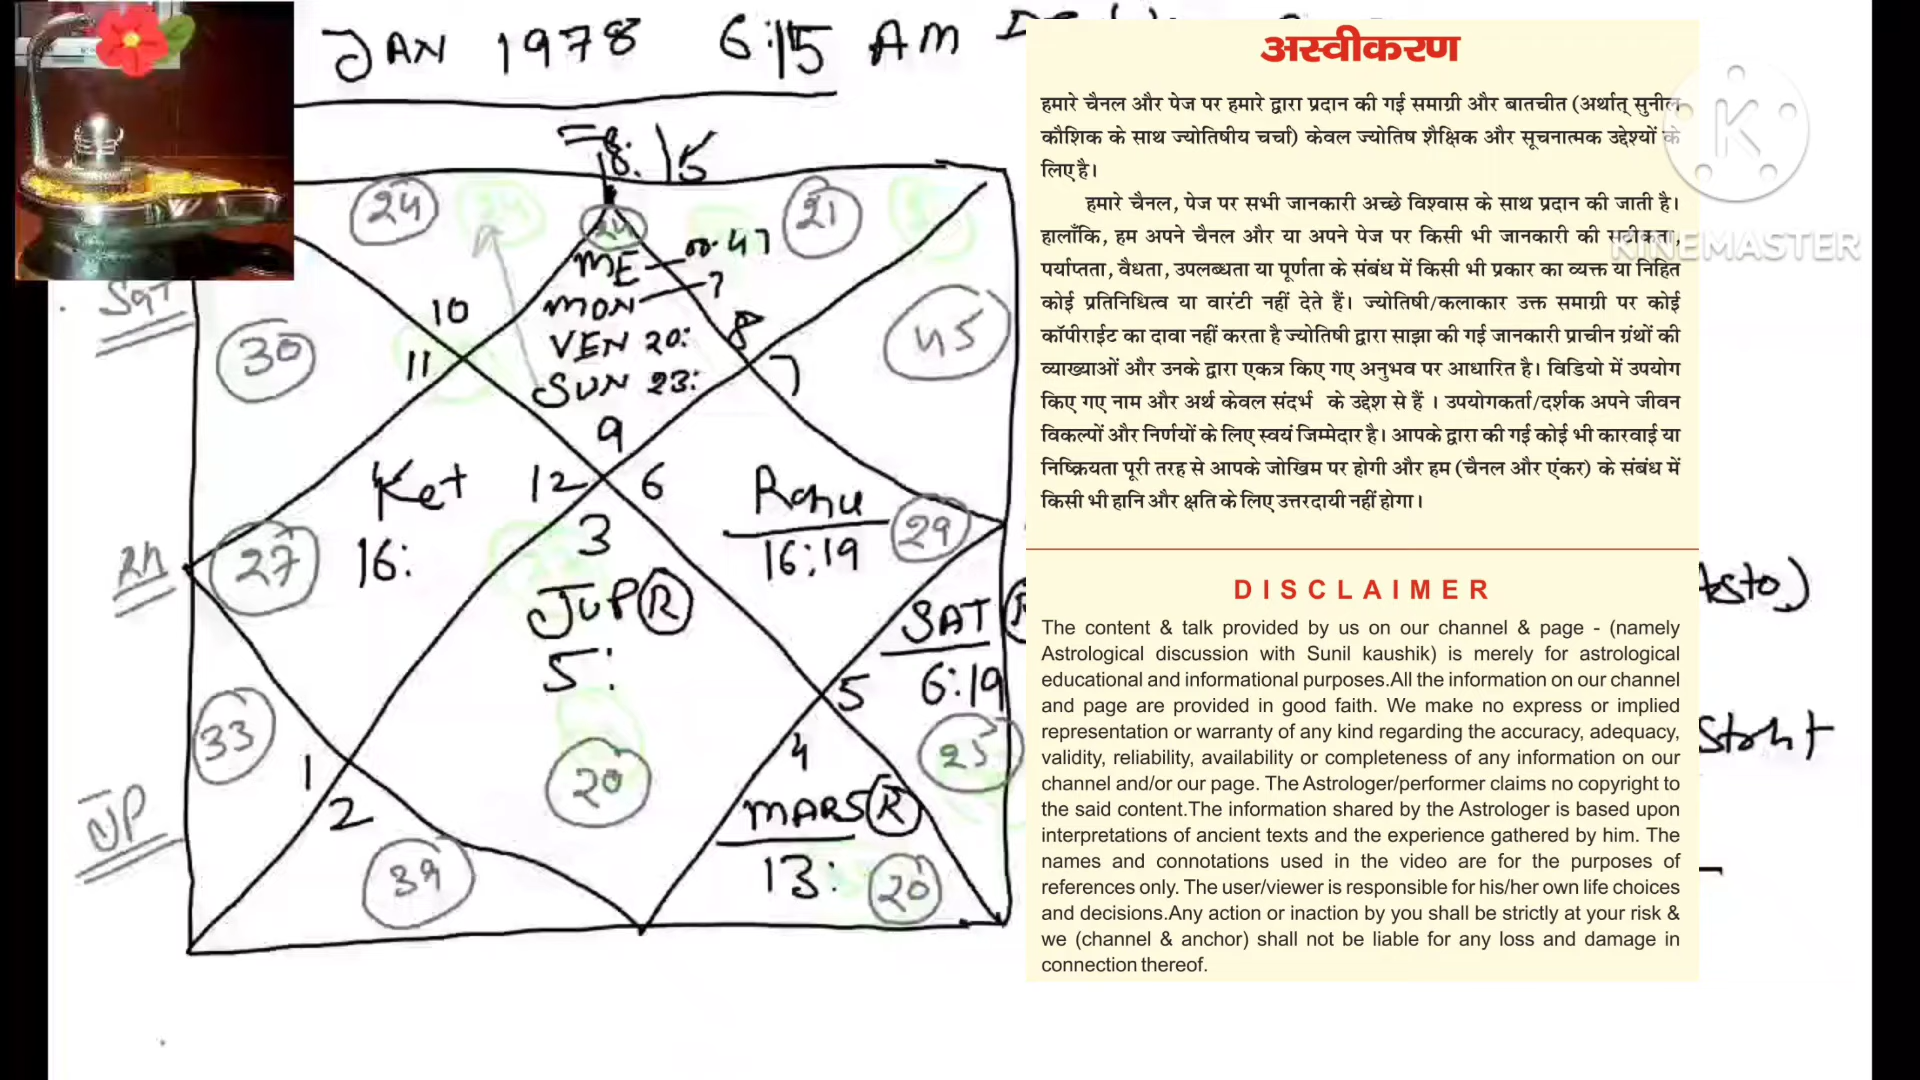 JAN 1978 6:15 AM
अस्वीकरण
हमारे चैनल और पेज पर हमारे द्वारा प्रदान की गई समाग्री और बातचीत (अर्थात् सुनील
कौशिक के साथ ज्योतिषीय चर्चा) केवल ज्योतिष शैक्षिक और सूचनात्मक उद्देश्यों के
लिए है।
हमारे चैनल, पेज पर सभी जानकारी अच्छे विश्वास के साथ प्रदान की जाती है।
हालाँकि, हम अपने चैनल और या अपने पेज पर किसी भी जानकारी की सटीकता,
पर्याप्तता, वैधता, उपलब्धता या पूर्णता के संबंध में किसी भी प्रकार का व्यक्त या निहित
कोई प्रतिनिधित्व या वारंटी नहीं देते हैं। ज्योतिषी/कलाकार उक्त समाग्री पर कोई
कॉपीराईट का दावा नहीं करता है ज्योतिषी द्वारा साझा की गई जानकारी प्राचीन ग्रंथों की
व्याख्याओं और उनके द्वारा एकत्र किए गए अनुभव पर आधारित है। विडियो में उपयोग
किए गए नाम और अर्थ केवल संदर्भ के उद्देश से हैं । उपयोगकर्ता/दर्शक अपने जीवन
विकल्पों और निर्णयों के लिए स्वयं जिम्मेदार है। आपके द्वारा की गई कोई भी कारवाई या
निष्क्रियता पूरी तरह से आपके जोखिम पर होगी और हम (चैनल और एंकर) के संबंध में
किसी भी हानि और क्षति के लिए उत्तरदायी नहीं होगा।
K
KINEMASTER
DISCLAIMER
The content & talk provided by us on our channel & page - (namely
Astrological discussion with Sunil kaushik) is merely for astrological
educational and informational purposes.All the information on our channel
and page are provided in good faith. We make no express or implied
representation or warranty of any kind regarding the accuracy, adequacy,
validity, reliability, availability or completeness of any information on our
channel and/or our page. The Astrologer/performer claims no copyright to
the said content.The information shared by the Astrologer is based upon
interpretations of ancient texts and the experience gathered by him. The
names and connotations used in the video are for the purposes of
references only. The user/viewer is responsible for his/her own life choices
and decisions.Any action or inaction by you shall be strictly at your risk &
we (channel & anchor) shall not be liable for any loss and damage in
connection thereof.
24
21
ME 00.47
MON 7
VEN 20:
SUN 23:
9
10
8
11
7
30
45
Ket
16:
12
6
3
Rahu
16:19
29
27
JUP R
5:
SAT
6:19
5
25
33
1
2
39
20
4
MARS R
13:
20
JUP